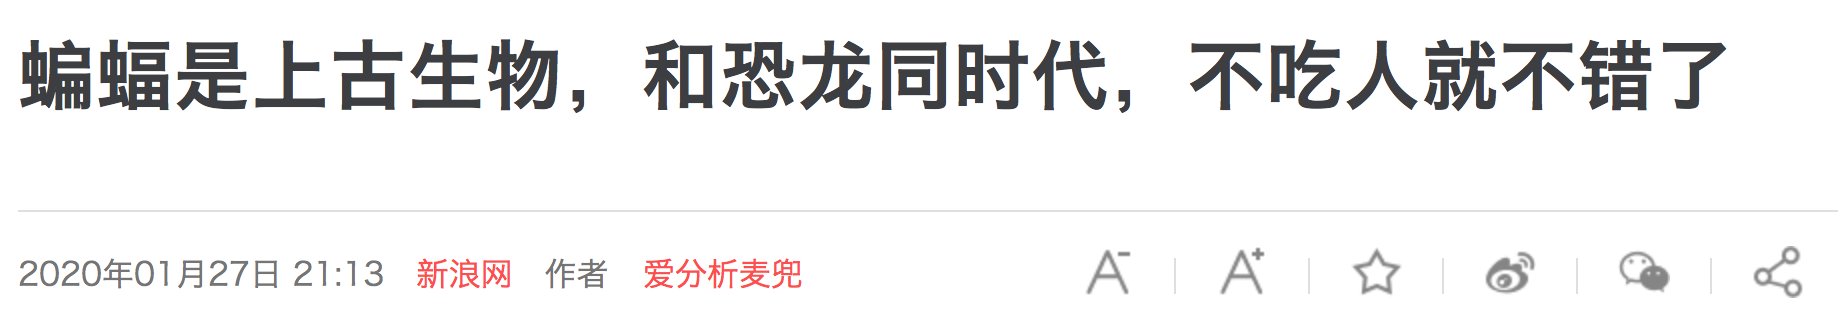 蝙蝠是上古生物，和恐龙同时代，不吃人就不错了
2020年01月27日 21:13 新浪网 作者 爱分析麦兜 A- A+